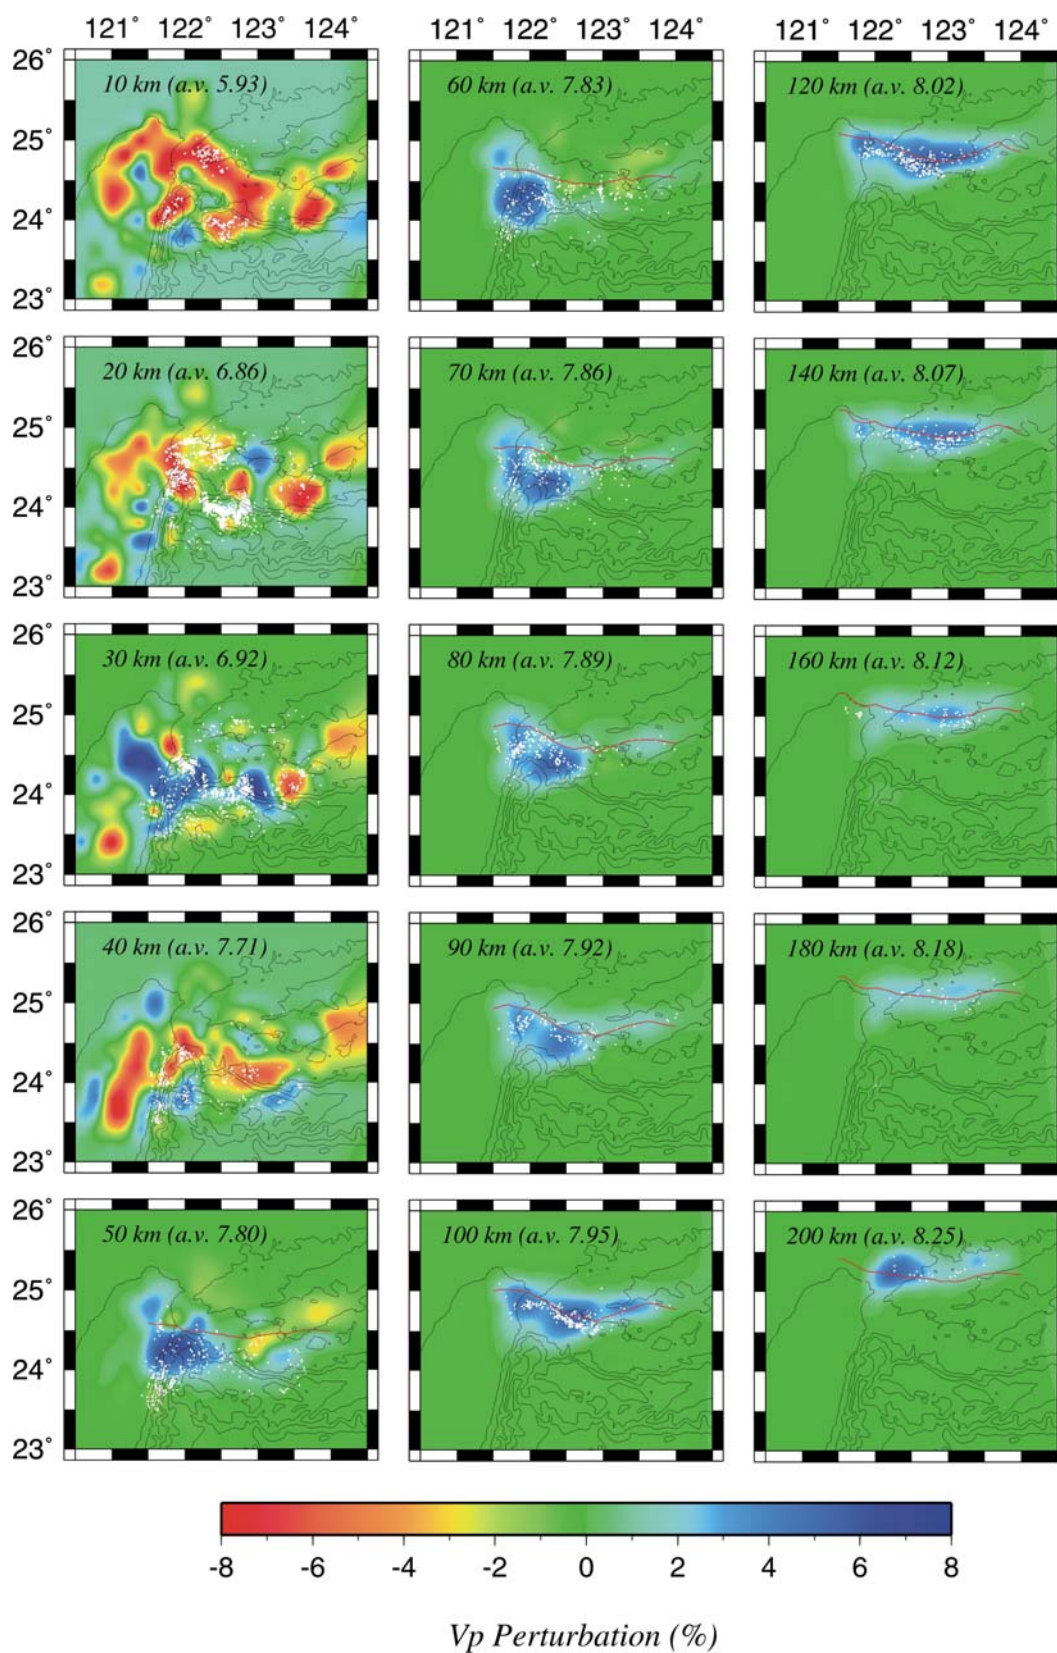 121° 122° 123° 124° 121° 122° 123° 124° 121° 122° 123° 124°
26°
10 km (a.v. 5.93) 60 km (a.v. 7.83) 120 km (a.v. 8.02)
25°
24°
23°
26°
20 km (a.v. 6.86) 70 km (a.v. 7.86) 140 km (a.v. 8.07)
25°
24°
23°
26°
30 km (a.v. 6.92) 80 km (a.v. 7.89) 160 km (a.v. 8.12)
25°
24°
23°
26°
40 km (a.v. 7.71) 90 km (a.v. 7.92) 180 km (a.v. 8.18)
25°
24°
23°
26°
50 km (a.v. 7.80) 100 km (a.v. 7.95) 200 km (a.v. 8.25)
25°
24°
23°
-8 -6 -4 -2 0 2 4 6 8
Vp Perturbation (%)